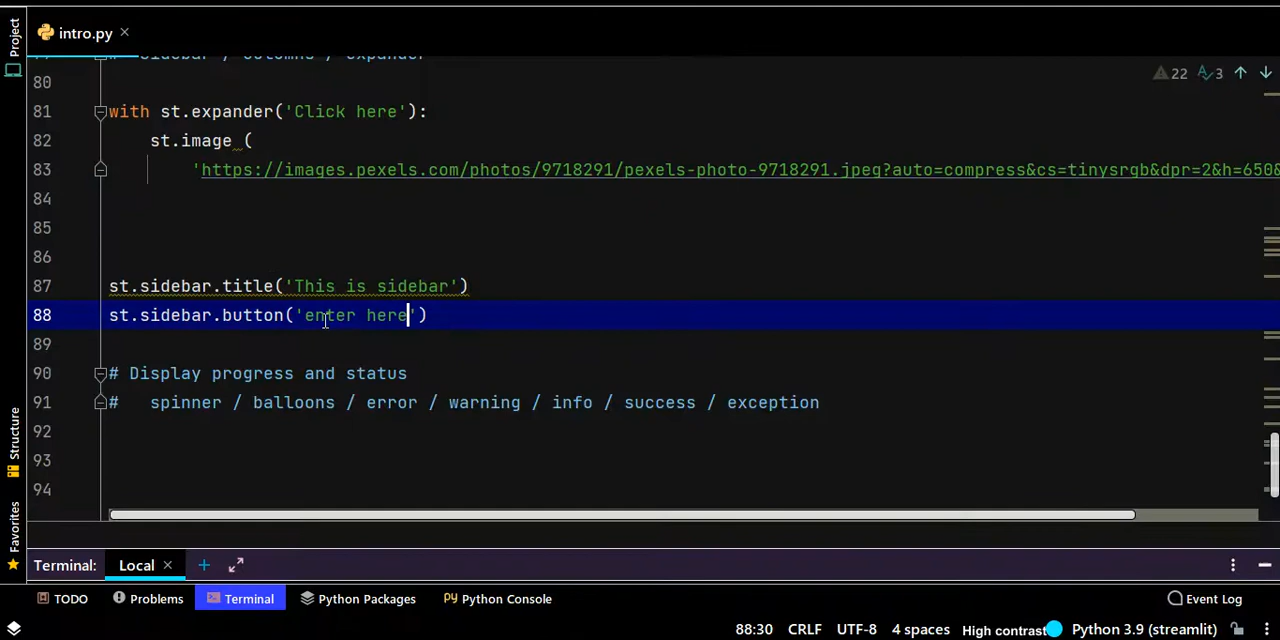 Project
intro.py
# sidebar / columns / expander
22 3
80
81 with st.expander('Click here'):
82 st.image (
83 'https://images.pexels.com/photos/9718291/pexels-photo-9718291.jpeg?auto=compress&cs=tinysrgb&dpr=2&h=650&
84
85
86
87 st.sidebar.title('This is sidebar')
88 st.sidebar.button('enter here')
89
90 # Display progress and status
91 # spinner / balloons / error / warning / info / success / exception
92
93
94
Structure
Favorites
Terminal: Local
TODO Problems Terminal Python Packages Python Console Event Log
88:30 CRLF UTF-8 4 spaces High contrast Python 3.9 (streamlit)